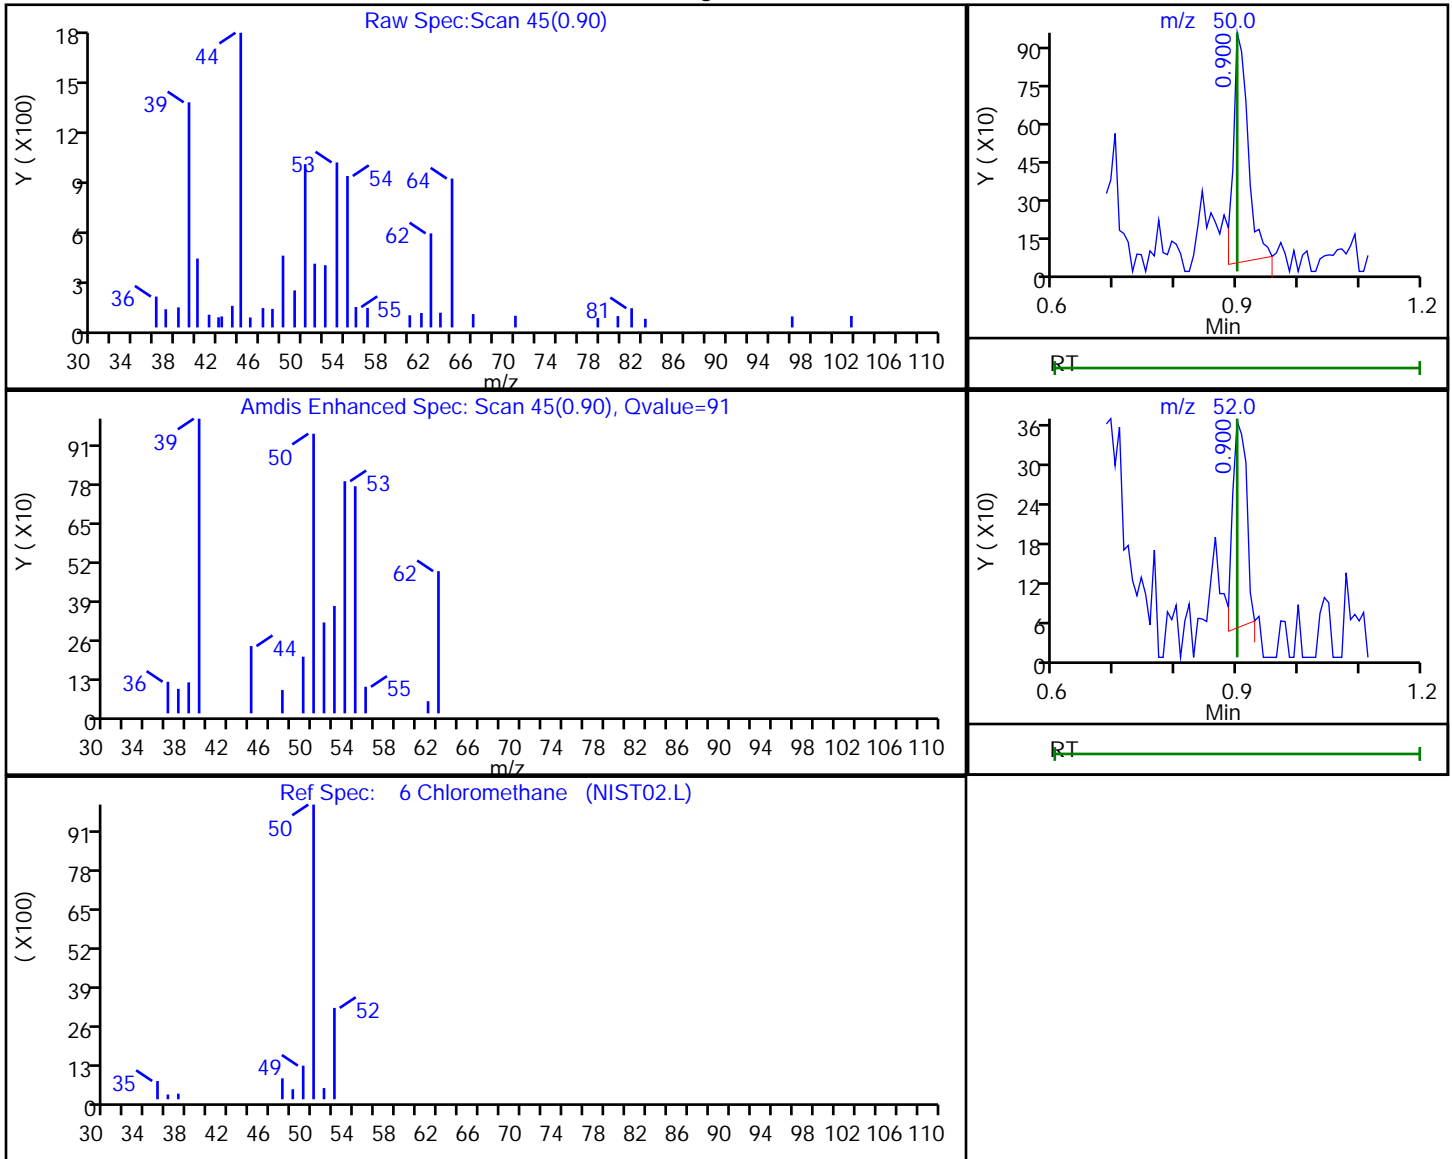 Raw Spec:Scan 45(0.90)
Y ( X100)
18
15
12
9
6
3
0
36
39
44
53
54
55
62
64
81
30 34 38 42 46 50 54 58 62 66 70 74 78 82 86 90 94 98 102 106 110
m/z
m/z 50.0
Y ( X10)
90
75
60
45
30
15
0
0.900
0.6 0.9 1.2
Min
RT
Amdis Enhanced Spec: Scan 45(0.90), Qvalue=91
Y ( X10)
91
78
65
52
39
26
13
0
36
39
44
50
53
55
62
30 34 38 42 46 50 54 58 62 66 70 74 78 82 86 90 94 98 102 106 110
m/z
m/z 52.0
Y ( X10)
36
30
24
18
12
6
0
0.900
0.6 0.9 1.2
Min
RT
Ref Spec: 6 Chloromethane (NIST02.L)
( X100)
91
78
65
52
39
26
13
0
35
49
50
52
30 34 38 42 46 50 54 58 62 66 70 74 78 82 86 90 94 98 102 106 110